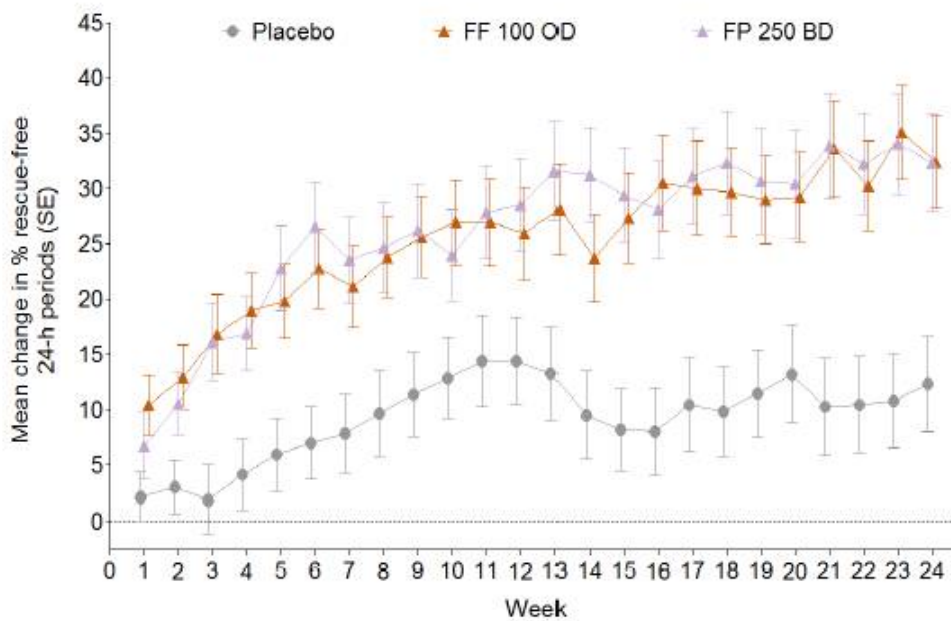 Placebo FF 100 OD FP 250 BD
Mean change in % rescue-free
24-h periods (SE)
45
40
35
30
25
20
15
10
5
0
0 1 2 3 4 5 6 7 8 9 10 11 12 13 14 15 16 17 18 19 20 21 22 23 24
Week